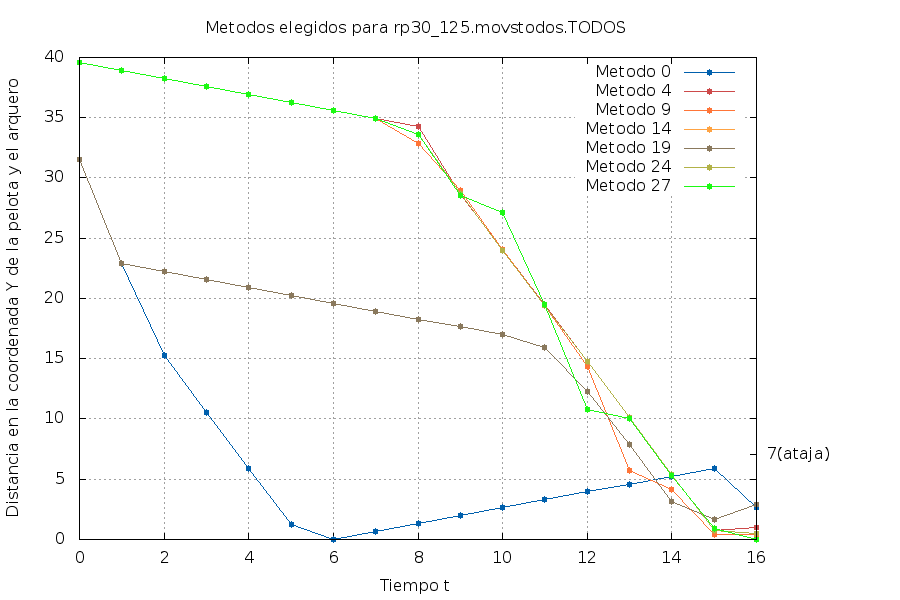 Metodos elegidos para rp30_125.movstodos.TODOS
Distancia en la coordenada Y de la pelota y el arquero
40
35
30
25
20
15
10
5
0
Metodo 0
Metodo 4
Metodo 9
Metodo 14
Metodo 19
Metodo 24
Metodo 27
7(ataja)
0 2 4 6 8 10 12 14 16
Tiempo t